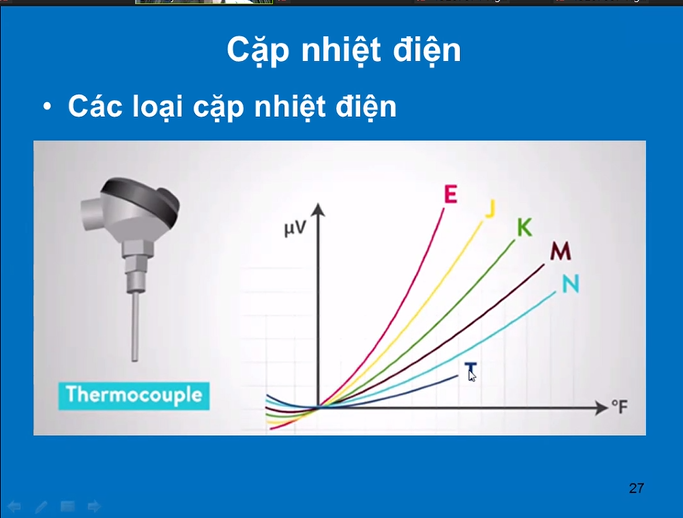 Cặp nhiệt điện
• Các loại cặp nhiệt điện
E
J
K
µV
M
N
T
Thermocouple
°F
27